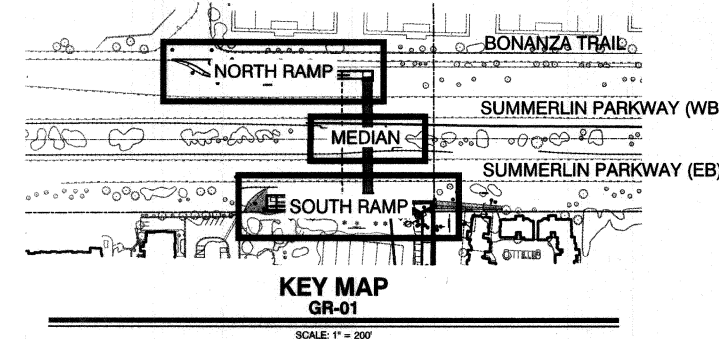 BONANZA TRAIL
NORTH RAMP
SUMMERLIN PARKWAY (WB
MEDIAN
SUMMERLIN PARKWAY (EB)
SOUTH RAMP
KEY MAP
GR-01
SCALE: 1" = 200'